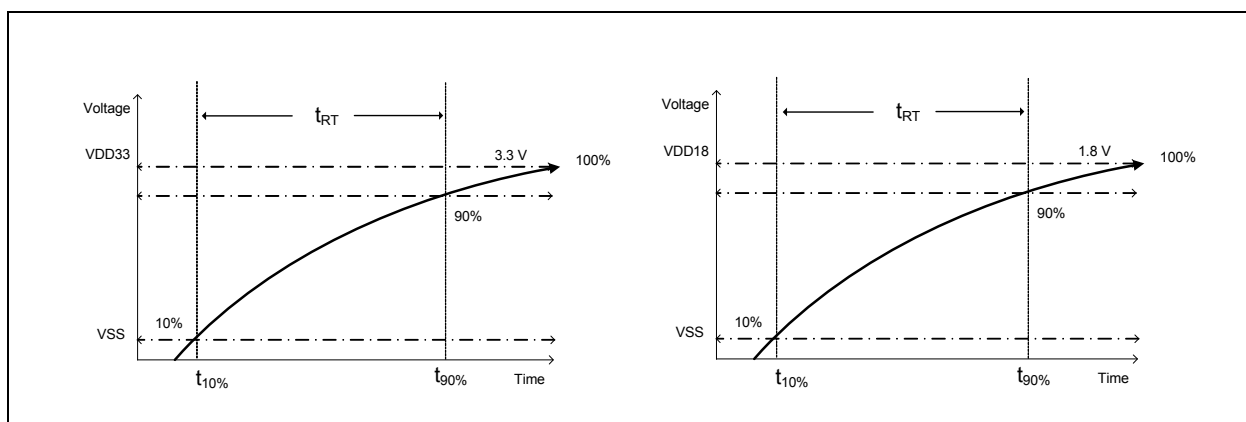 Voltage
tRT
VDD33
3.3 V
100%
90%
10%
VSS
t10%
t90%
Time
Voltage
tRT
VDD18
1.8 V
100%
90%
10%
VSS
t10%
t90%
Time